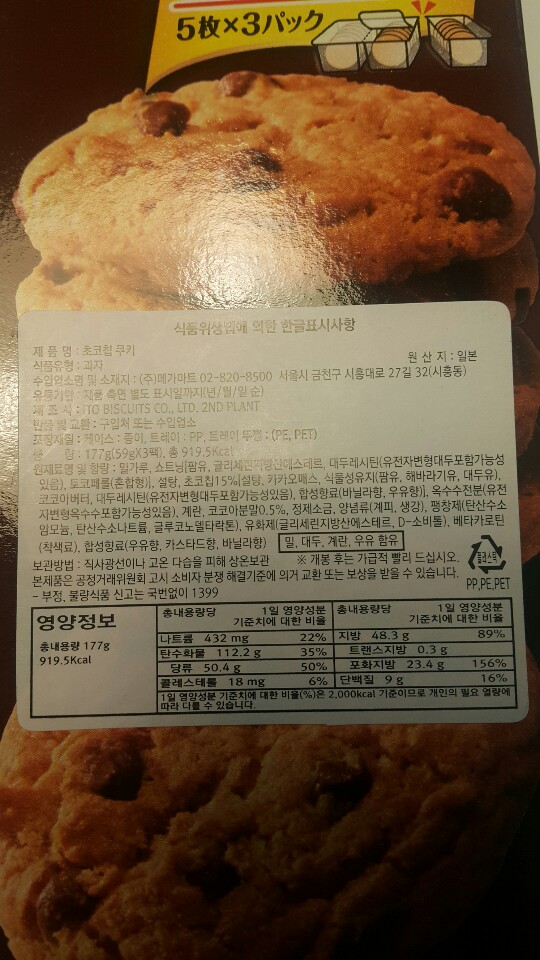 5枚×3パック
식품위생법에 의한 한글표시사항
제 품 명 : 초코칩 쿠키
원 산 지 : 일본
식품유형 : 과자
수입업소명 및 소재지 : (주)메가마트 02-820-8500 서울시 금천구 시흥대로 27길 32(시흥동)
유통기한 : 제품 측면 별도 표시일까지(년/월/일 순)
제 조 사 : ITO BISCUITS CO., LTD. 2ND PLANT
반품 및 교환 : 구입처 또는 수입업소
포장재질 : 케이스 : 종이, 트레이 : PP, 트레이 뚜껑 : (PE, PET)
량 : 177g(59gX3팩), 총 919.5Kcal
원재료명 및 함량 : 밀가루, 쇼트닝[팜유, 글리세린지방산에스테르, 대두레시틴(유전자변형대두포함가능성
있음), 토코페롤(혼합형)], 설탕, 초코칩15%[설탕, 카카오매스, 식물성유지(팜유, 해바라기유, 대두유),
코코아버터, 대두레시틴(유전자변형대두포함가능성있음), 합성향료(바닐라향, 우유향)], 옥수수전분(유전
자변형옥수수포함가능성있음), 계란, 코코아분말0.5%, 정제소금, 양념류(계피, 생강), 팽창제(탄산수소
암모늄, 탄산수소나트륨, 글루코노델타락톤), 유화제(글리세린지방산에스테르, D-소비톨), 베타카로틴
(착색료), 합성향료(우유향, 카스타드향, 바닐라향) 밀, 대두, 계란, 우유 함유
보관방법 : 직사광선이나 고온 다습을 피해 상온보관 ※ 개봉 후는 가급적 빨리 드십시오.
본제품은 공정거래위원회 고시 소비자 분쟁 해결기준에 의거 교환 또는 보상을 받을 수 있습니다.
- 부정, 불량식품 신고는 국번없이 1399
플라스틱
PP,PE,PET
영양정보
총내용량 177g
919.5Kcal
총내용량당 1일 영양성분 기준치에 대한 비율 총내용량당 1일 영양성분 기준치에 대한 비율
나트륨 432 mg 22% 지방 48.3 g 89%
탄수화물 112.2 g 35% 트랜스지방 0.3 g
당류 50.4 g 50% 포화지방 23.4 g 156%
콜레스테롤 18 mg 6% 단백질 9 g 16%
1일 영양성분 기준치에 대한 비율(%)은 2,000kcal 기준이므로 개인의 필요 열량에
따라 다를 수 있습니다.